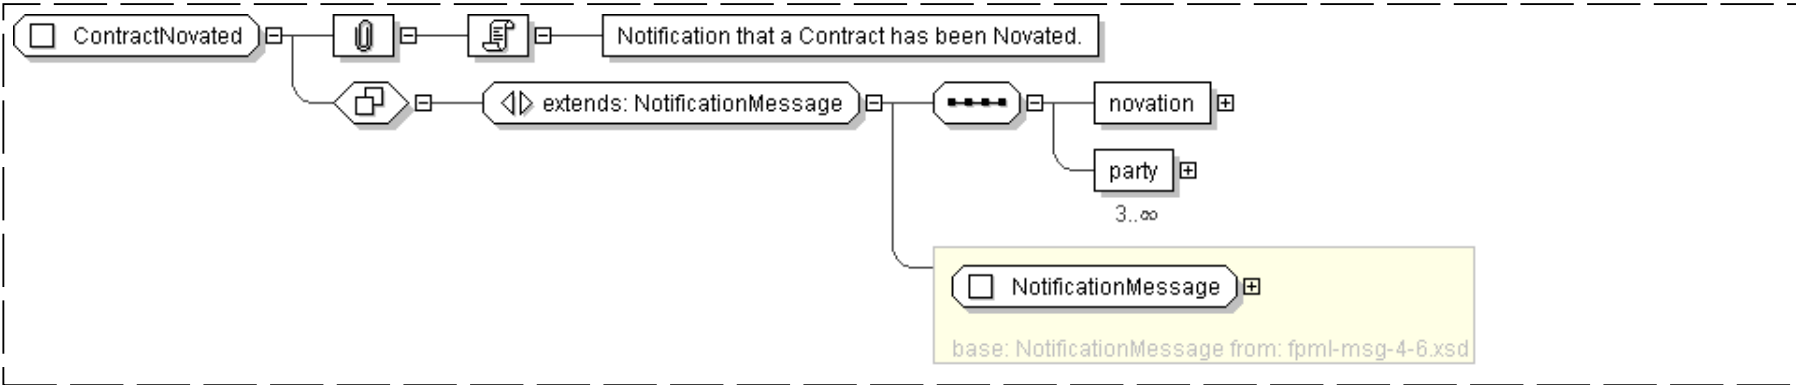 ContractNovated
Notification that a Contract has been Novated.
extends: NotificationMessage
novation
party
3..∞
NotificationMessage
base: NotificationMessage from: fpml-msg-4-6.xsd